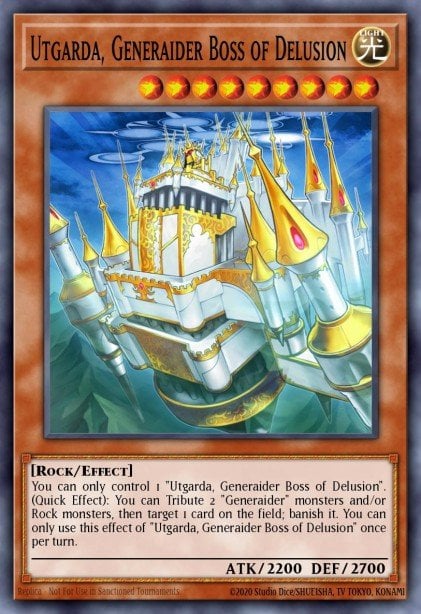 UTGARDA, GENERAIDER BOSS OF DELUSION
LIGHT
光
[ROCK/EFFECT]
You can only control 1 "Utgarda, Generaider Boss of Delusion".
(Quick Effect): You can Tribute 2 "Generaider" monsters and/or
Rock monsters, then target 1 card on the field; banish it. You can
only use this effect of "Utgarda, Generaider Boss of Delusion" once
per turn.
ATK/2200 DEF/2700
Replica - Not For Use in Sanctioned Tournaments
©2020 Studio Dice/SHUEISHA, TV TOKYO, KONAMI